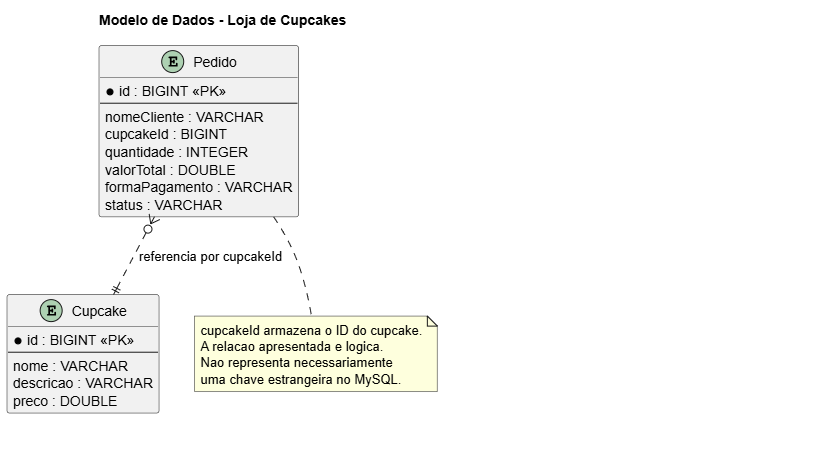 Modelo de Dados - Loja de Cupcakes
E Pedido
id : BIGINT «PK»
nomeCliente : VARCHAR
cupcakeId : BIGINT
quantidade : INTEGER
valorTotal : DOUBLE
formaPagamento : VARCHAR
status : VARCHAR
referencia por cupcakeId
E Cupcake
id : BIGINT «PK»
nome : VARCHAR
descricao : VARCHAR
preco : DOUBLE
cupcakeId armazena o ID do cupcake.
A relacao apresentada e logica.
Nao representa necessariamente
uma chave estrangeira no MySQL.